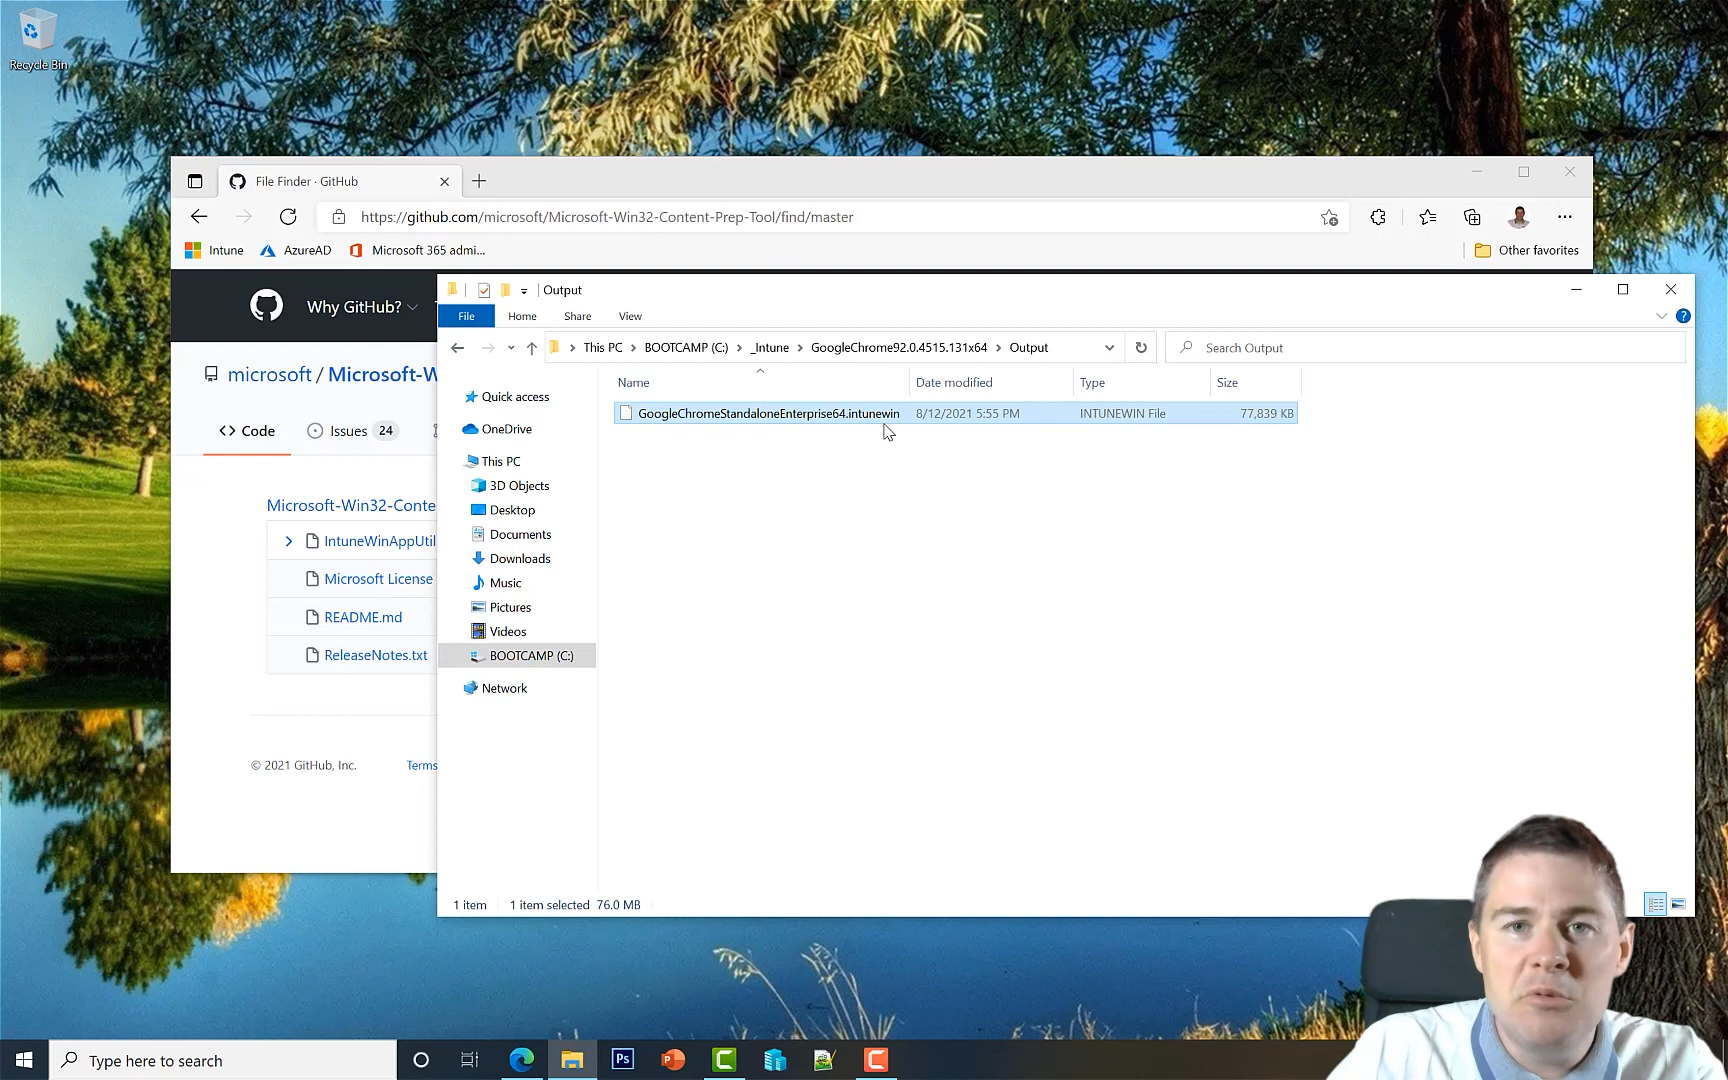 Recycle Bin
File Finder · GitHub
https://github.com/microsoft/Microsoft-Win32-Content-Prep-Tool/find/master
Intune
AzureAD
Microsoft 365 admi...
Other favorites
Why GitHub?
microsoft / Microsoft-W
Code
Issues 24
Microsoft-Win32-Conte
IntuneWinAppUtil
Microsoft License
README.md
ReleaseNotes.txt
© 2021 GitHub, Inc.
Terms
Output
File
Home
Share
View
This PC
BOOTCAMP (C:)
_Intune
GoogleChrome92.0.4515.131x64
Output
Search Output
Name
Date modified
Type
Size
GoogleChromeStandaloneEnterprise64.intunewin
8/12/2021 5:55 PM
INTUNEWIN File
77,839 KB
Quick access
OneDrive
This PC
3D Objects
Desktop
Documents
Downloads
Music
Pictures
Videos
BOOTCAMP (C:)
Network
1 item
1 item selected 76.0 MB
Type here to search
Ps
P
C
C